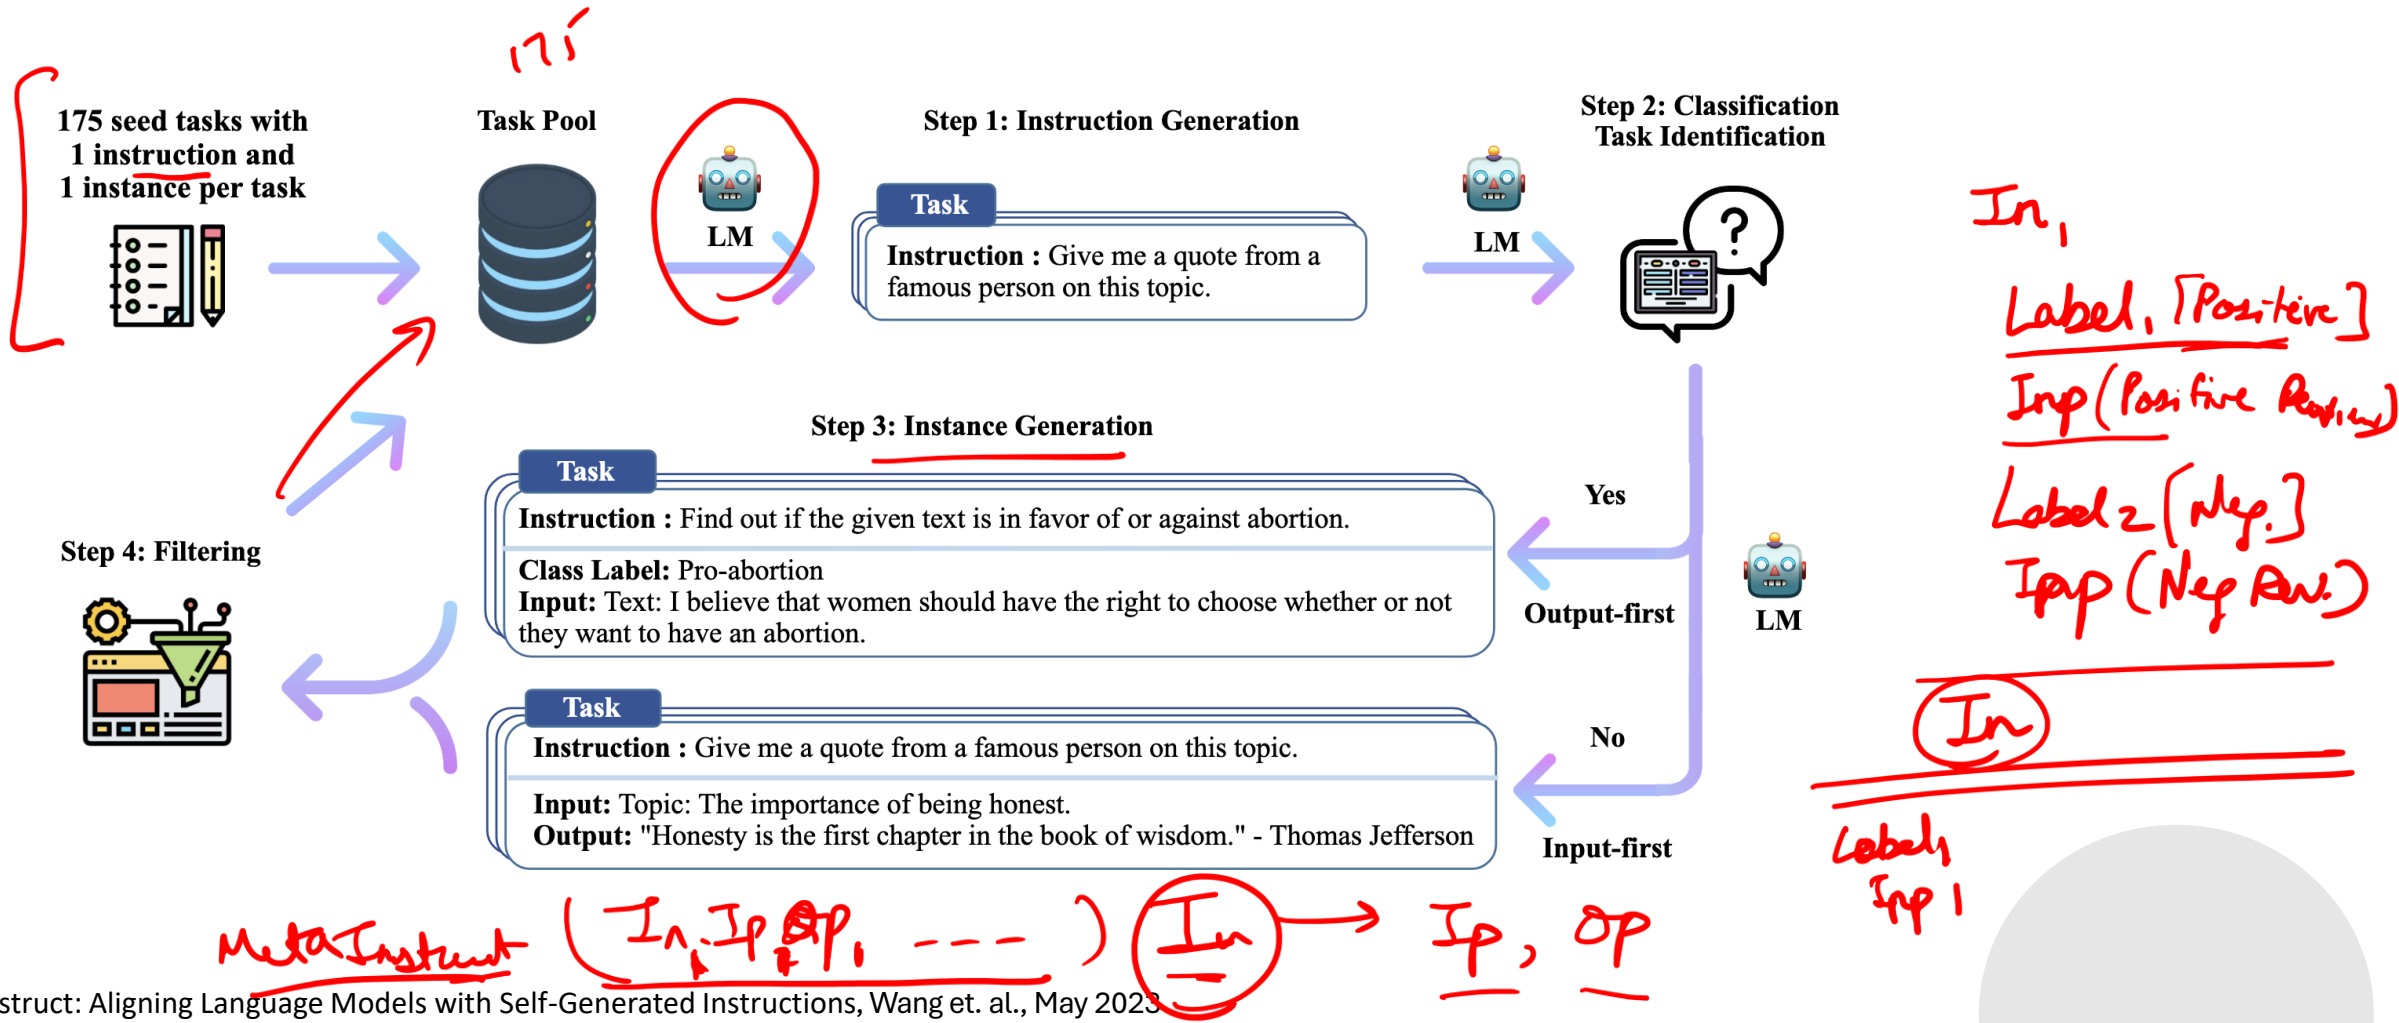 175
175 seed tasks with
1 instruction and
1 instance per task
Task Pool
LM
Step 1: Instruction Generation
Task
Instruction : Give me a quote from a
famous person on this topic.
LM
Step 2: Classification
Task Identification
?
In1
Label1 [Positive]
Inp (Positive
Label 2 [Neg.]
Inp (Neg Rev.)
In
Label1
Inp 1
Step 3: Instance Generation
Task
Instruction : Find out if the given text is in favor of or against abortion.
Class Label: Pro-abortion
Input: Text: I believe that women should have the right to choose whether or not
they want to have an abortion.
Yes
Output-first
LM
Task
Instruction : Give me a quote from a famous person on this topic.
Input: Topic: The importance of being honest.
Output: "Honesty is the first chapter in the book of wisdom." - Thomas Jefferson
No
Input-first
Step 4: Filtering
MetaInstruct (In1 Ip Op1 ---- ) In → Ip, Op
struct: Aligning Language Models with Self-Generated Instructions, Wang et. al., May 2023